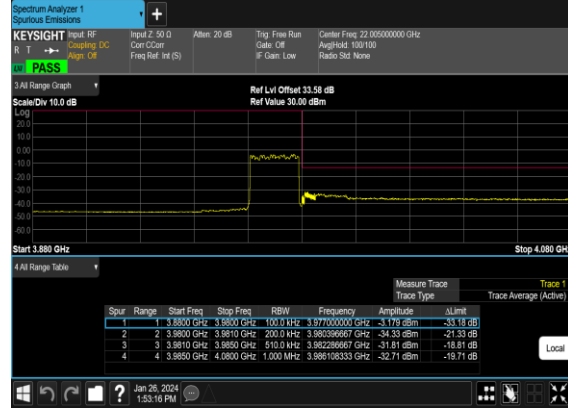 Spectrum Analyzer 1
Spurious Emissions
KEYSIGHT Input: RF Input Z: 50 Ω Atten: 20 dB Trig: Free Run Center Freq: 22.005000000 GHz
R T Coupling: DC Corr CCorr Gate: Off Avg|Hold: 100/100
Align: Off Freq Ref: Int (S) IF Gain: Low Radio Std: None
PASS
3 All Range Graph
Ref Lvl Offset 33.58 dB
Scale/Div 10.0 dB Ref Value 30.00 dBm
Log
20.0
10.0
0.00
-10.0
-20.0
-30.0
-40.0
-50.0
-60.0
Start 3.880 GHz Stop 4.080 GH
4 All Range Table
Measure Trace Trace 1
Trace Type Trace Average (Active)
Spur Range Start Freq Stop Freq RBW Frequency Amplitude ΔLimit
1 1 3.8800 GHz 3.9800 GHz 100.0 kHz 3.977000000 GHz -3.179 dBm -33.18 dB
2 2 3.9800 GHz 3.9810 GHz 200.0 kHz 3.980396667 GHz -34.33 dBm -21.33 dB
3 3 3.9810 GHz 3.9850 GHz 510.0 kHz 3.982286667 GHz -31.81 dBm -18.81 dB
4 4 3.9850 GHz 4.0800 GHz 1.000 MHz 3.986108333 GHz -32.71 dBm -19.71 dB
Local
Jan 26, 2024
1:53:16 PM